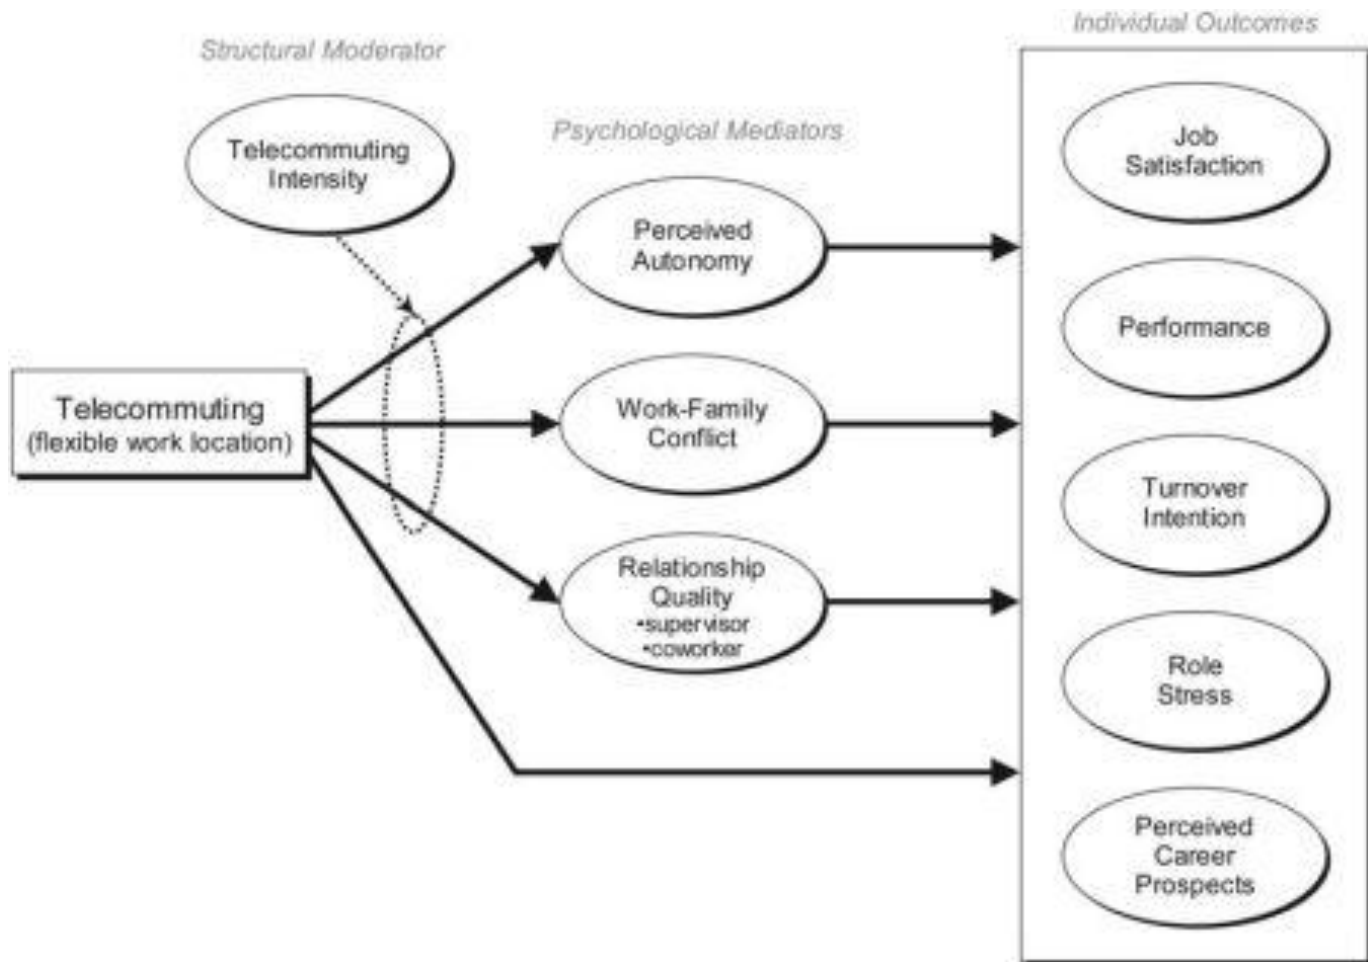 Individual Outcomes
Structural Moderator
Telecommuting
Intensity
Psychological Mediators
Job
Satisfaction
Perceived
Autonomy
Performance
Telecommuting
(flexible work location)
Work-Family
Conflict
Turnover
Intention
Relationship
Quality
•supervisor
•coworker
Role
Stress
Perceived
Career
Prospects